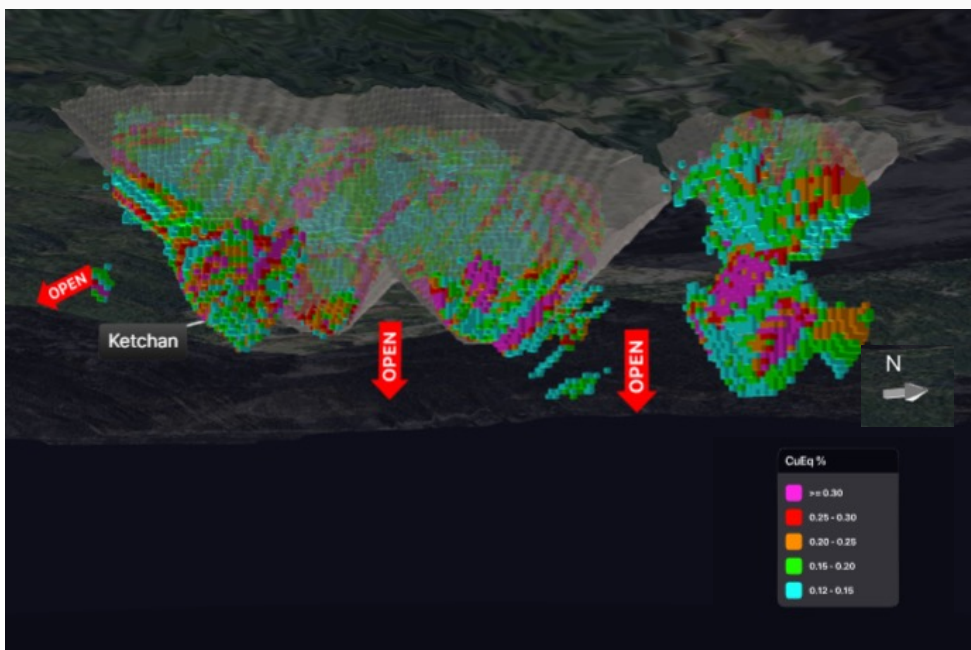 OPEN
Ketchan
OPEN
OPEN
N
CuEq %
>= 0.30
0.25 - 0.30
0.20 - 0.25
0.15 - 0.20
0.12 - 0.15